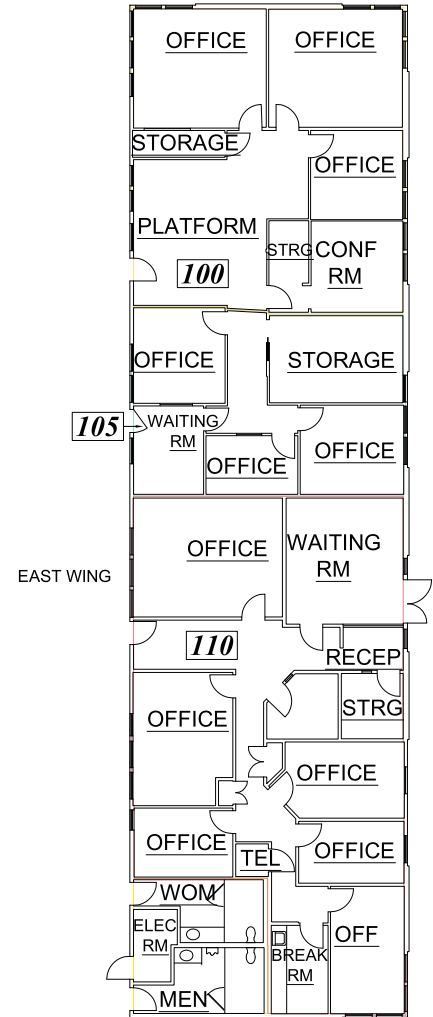 OFFICE
OFFICE
STORAGE
OFFICE
PLATFORM
STRG
CONF
RM
100
OFFICE
STORAGE
105
WAITING
RM
OFFICE
OFFICE
OFFICE
WAITING
RM
EAST WING
110
RECEP
OFFICE
STRG
OFFICE
OFFICE
TEL
OFFICE
WOM
ELEC
RM
OFF
BREAK
RM
MEN